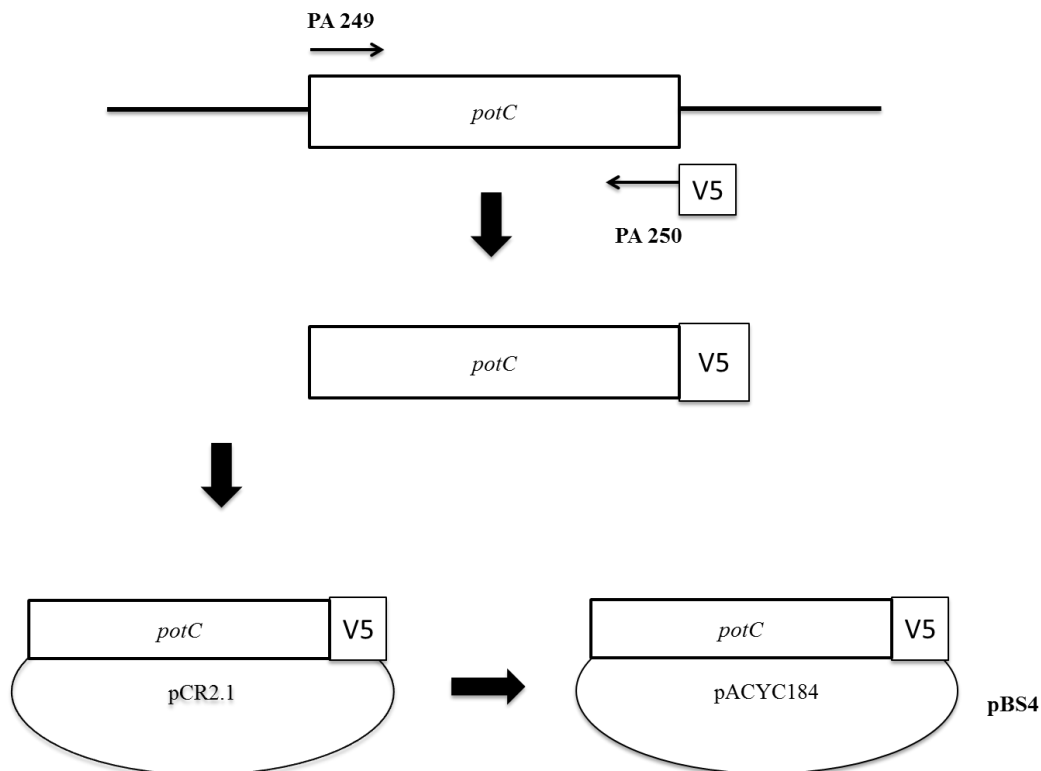 PA 249
potC
V5
PA 250
potC
V5
potC
V5
potC
V5
pCR2.1
pACYC184
pBS4